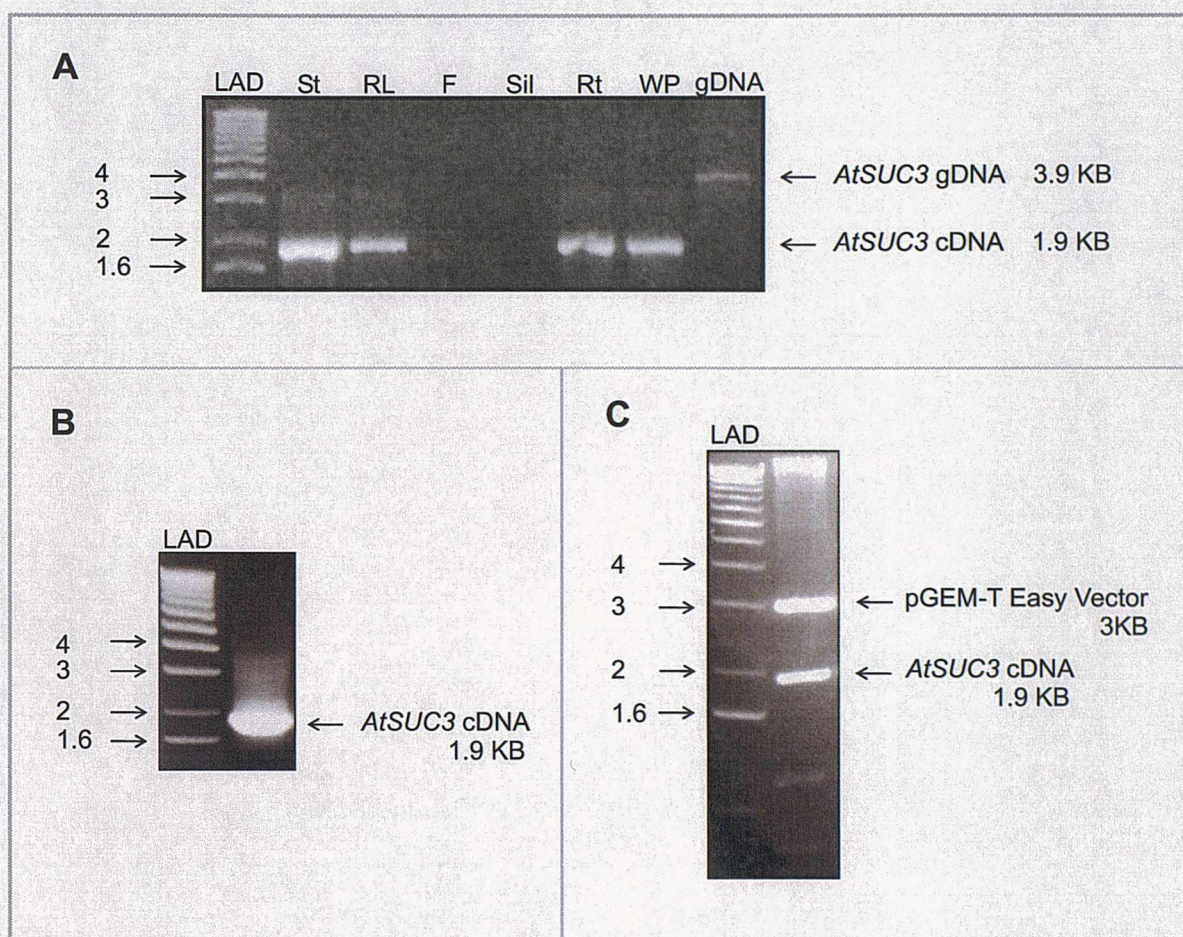 A
LAD St RL F Sil Rt WP gDNA
4
3
2
1.6
AtSUC3 gDNA 3.9 KB
AtSUC3 cDNA 1.9 KB
B
LAD
4
3
2
1.6
AtSUC3 cDNA
1.9 KB
C
LAD
4
3
2
1.6
pGEM-T Easy Vector
3KB
AtSUC3 cDNA
1.9 KB